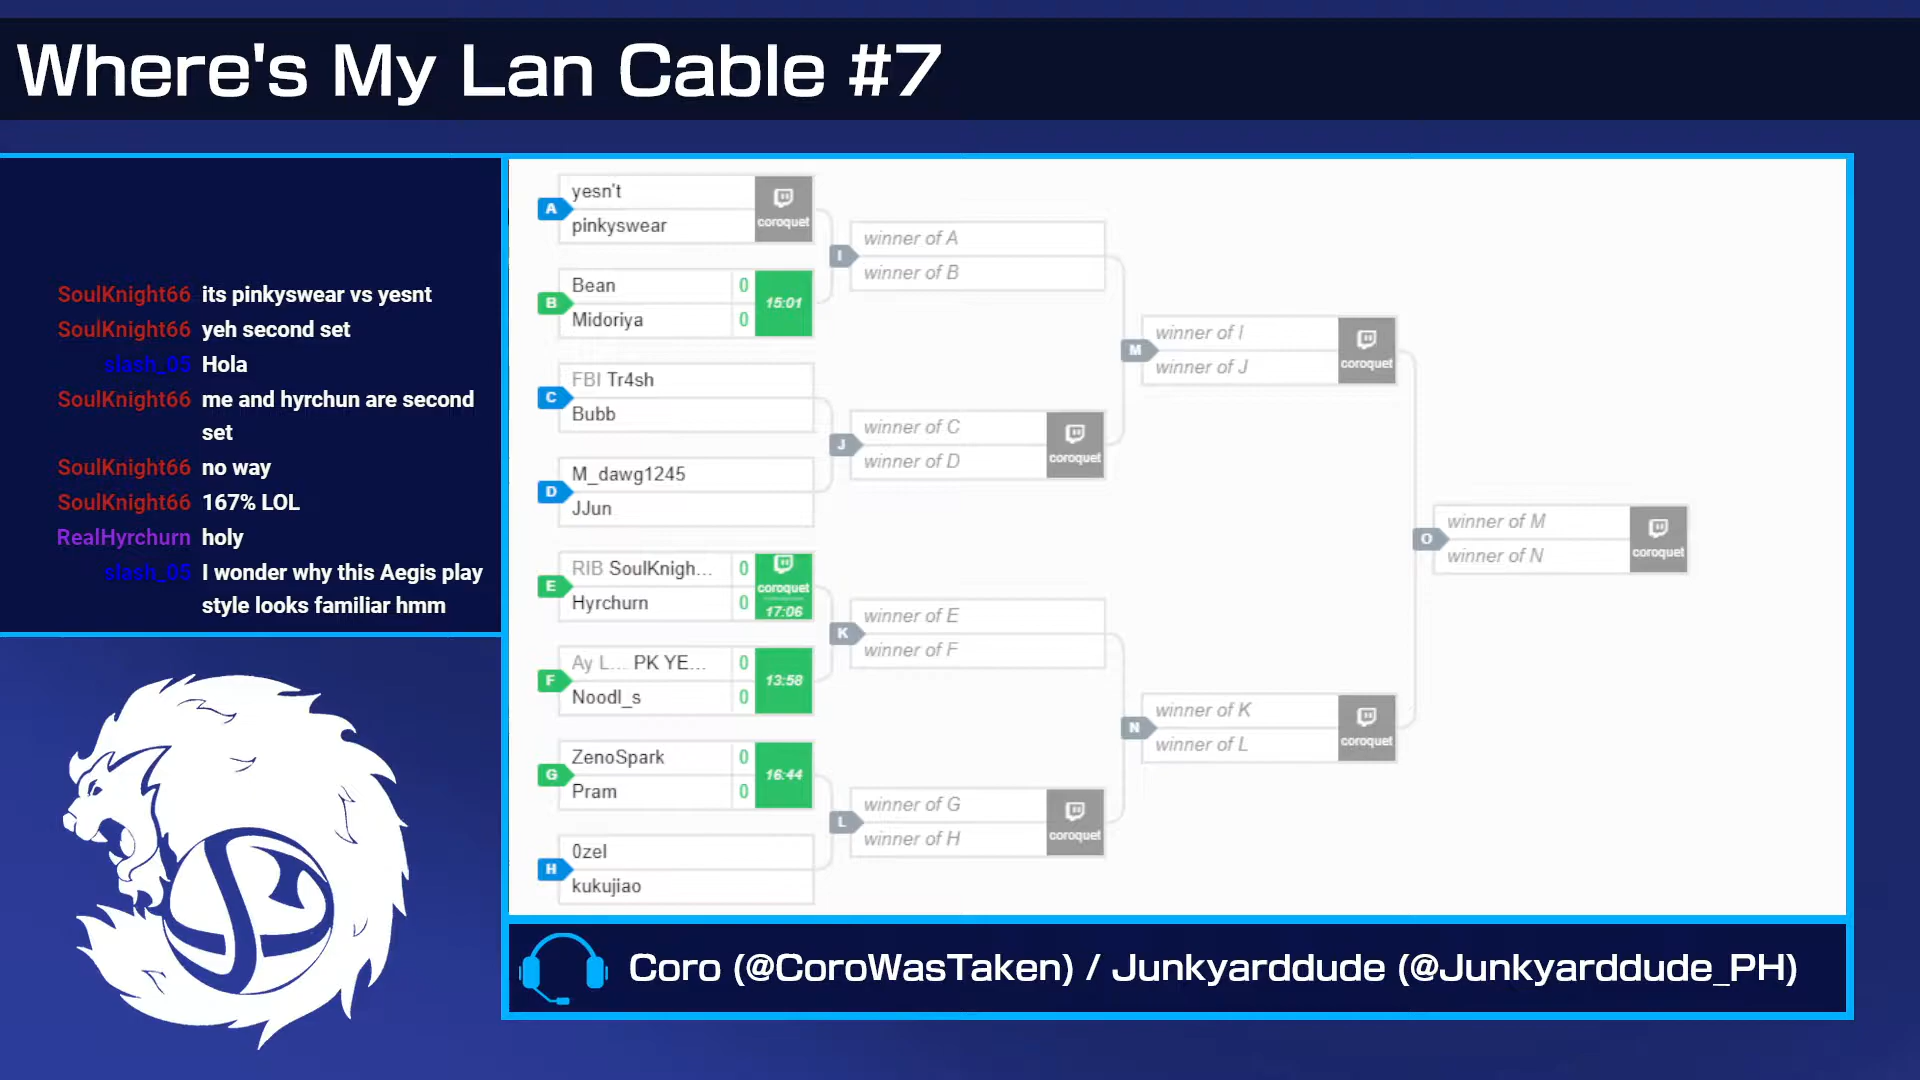 Where's My Lan Cable #7
SoulKnight66 its pinkyswear vs yesnt
SoulKnight66 yeh second set
slash_05 Hola
SoulKnight66 me and hyrchun are second
set
SoulKnight66 no way
SoulKnight66 167% LOL
RealHyrchurn holy
slash_05 I wonder why this Aegis play
style looks familiar hmm
A
yesn't
pinkyswear
coroquet
B
Bean 0
Midoriya 0
15:01
C
FBI Tr4sh
Bubb
D
M_dawg1245
JJun
E
RIB SoulKnigh... 0
Hyrchurn 0
coroquet
17:06
F
Ay L... PK YE... 0
Noodl_s 0
13:58
G
ZenoSpark 0
Pram 0
16:44
H
0zel
kukujiao
I
winner of A
winner of B
J
winner of C
winner of D
coroquet
K
winner of E
winner of F
L
winner of G
winner of H
coroquet
M
winner of I
winner of J
coroquet
N
winner of K
winner of L
coroquet
O
winner of M
winner of N
coroquet
Coro (@CoroWasTaken) / Junkyarddude (@Junkyarddude_PH)